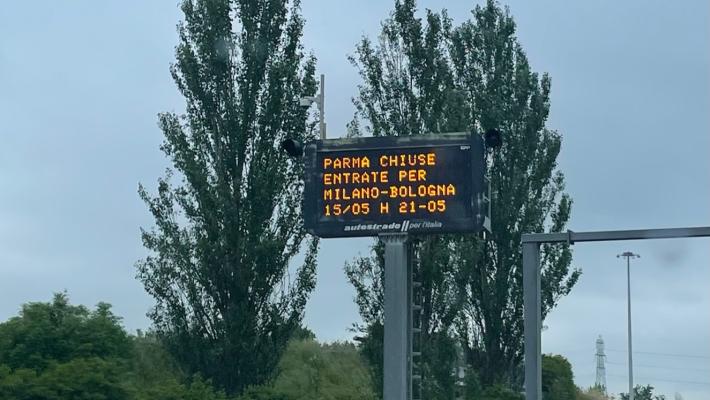 PARMA CHIUSE
ENTRATE PER
MILANO-BOLOGNA
15/05 H 21-05
autostrade per l'italia